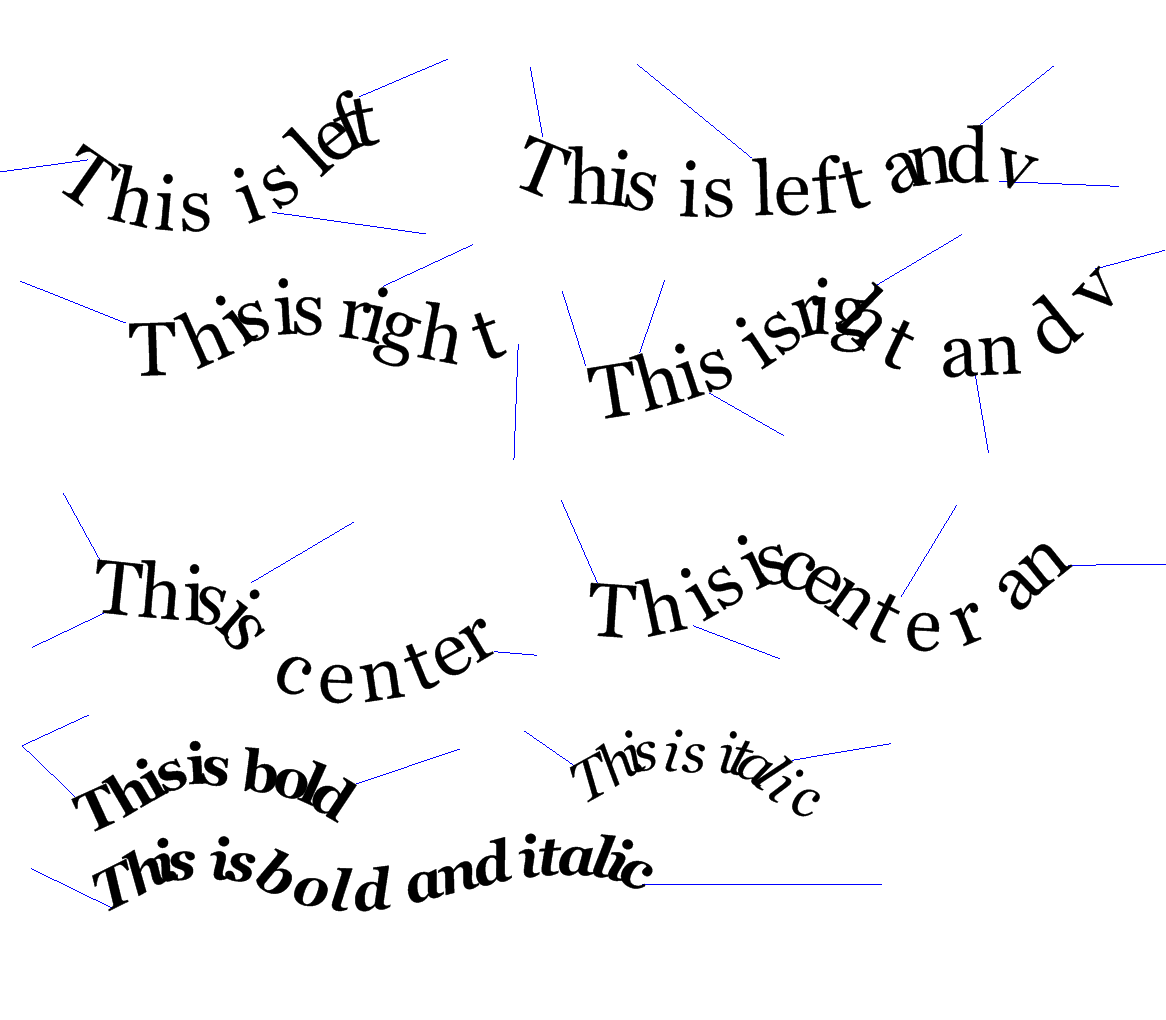 This is left
This is left and v
This is right
This is right and v
This is center
This is center an
This is bold
This is italic
This is bold and italic